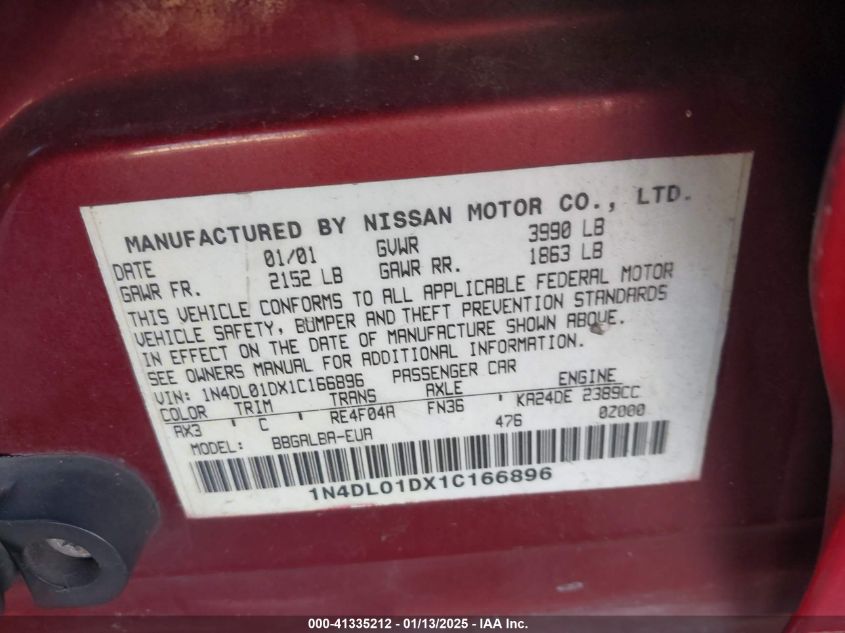 MANUFACTURED BY NISSAN MOTOR CO., LTD.
DATE 01/01 GVWR 3990 LB
GAWR FR. 2152 LB GAWR RR. 1863 LB
THIS VEHICLE CONFORMS TO ALL APPLICABLE FEDERAL MOTOR
VEHICLE SAFETY, BUMPER AND THEFT PREVENTION STANDARDS
IN EFFECT ON THE DATE OF MANUFACTURE SHOWN ABOVE.
SEE OWNERS MANUAL FOR ADDITIONAL INFORMATION.
VIN: 1N4DL01DX1C166896 PASSENGER CAR
COLOR TRIM TRANS AXLE ENGINE
AX3 C RE4F04A FN36 KA24DE 2389CC
MODEL: BBGALBA-EUA 476 0Z000
1N4DL01DX1C166896
000-41335212 - 01/13/2025 - IAA Inc.